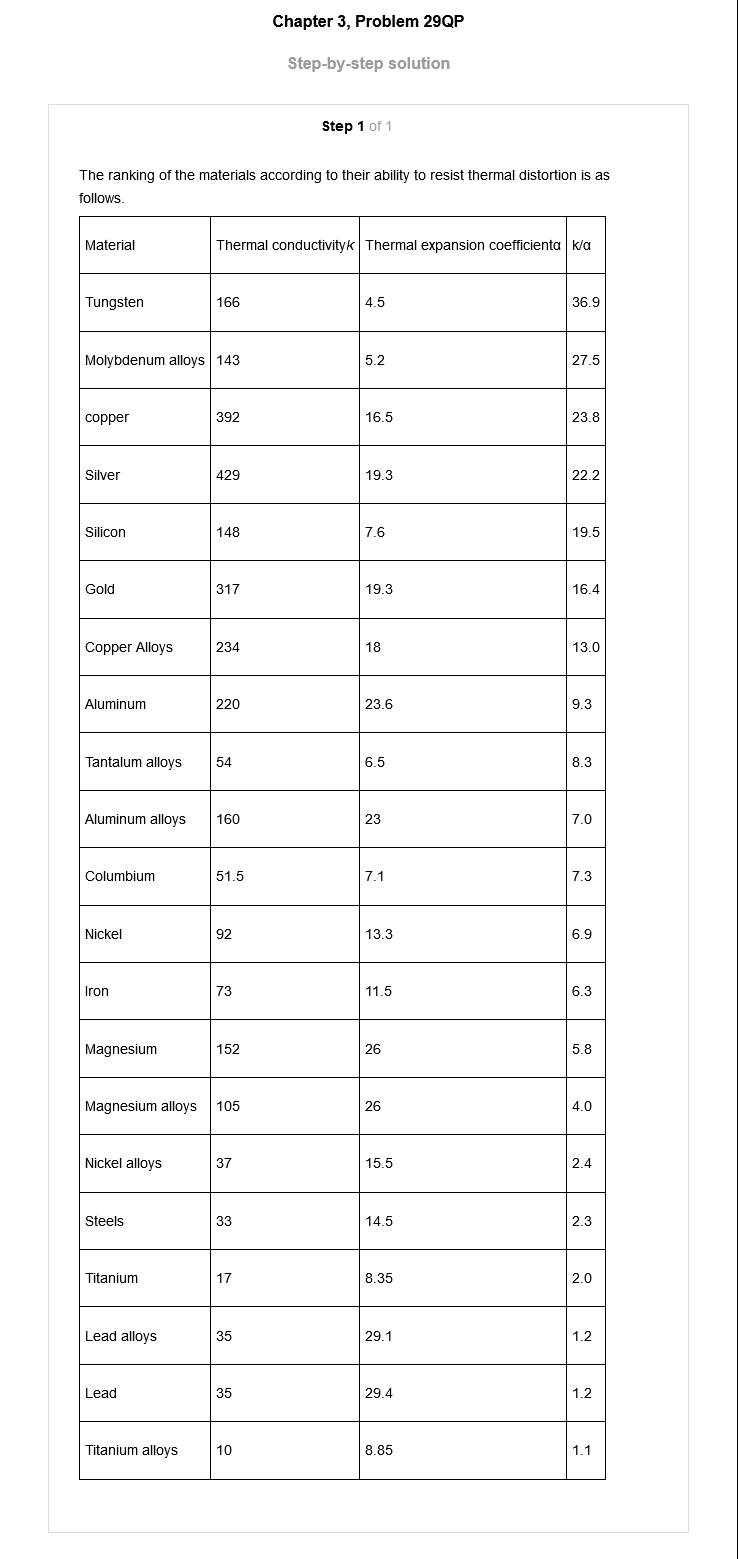 Chapter 3, Problem 29QP
Step-by-step solution
Step 1 of 1
The ranking of the materials according to their ability to resist thermal distortion is as
follows.
Material Thermal conductivityk Thermal expansion coefficientα k/α
Tungsten 166 4.5 36.9
Molybdenum alloys 143 5.2 27.5
copper 392 16.5 23.8
Silver 429 19.3 22.2
Silicon 148 7.6 19.5
Gold 317 19.3 16.4
Copper Alloys 234 18 13.0
Aluminum 220 23.6 9.3
Tantalum alloys 54 6.5 8.3
Aluminum alloys 160 23 7.0
Columbium 51.5 7.1 7.3
Nickel 92 13.3 6.9
Iron 73 11.5 6.3
Magnesium 152 26 5.8
Magnesium alloys 105 26 4.0
Nickel alloys 37 15.5 2.4
Steels 33 14.5 2.3
Titanium 17 8.35 2.0
Lead alloys 35 29.1 1.2
Lead 35 29.4 1.2
Titanium alloys 10 8.85 1.1